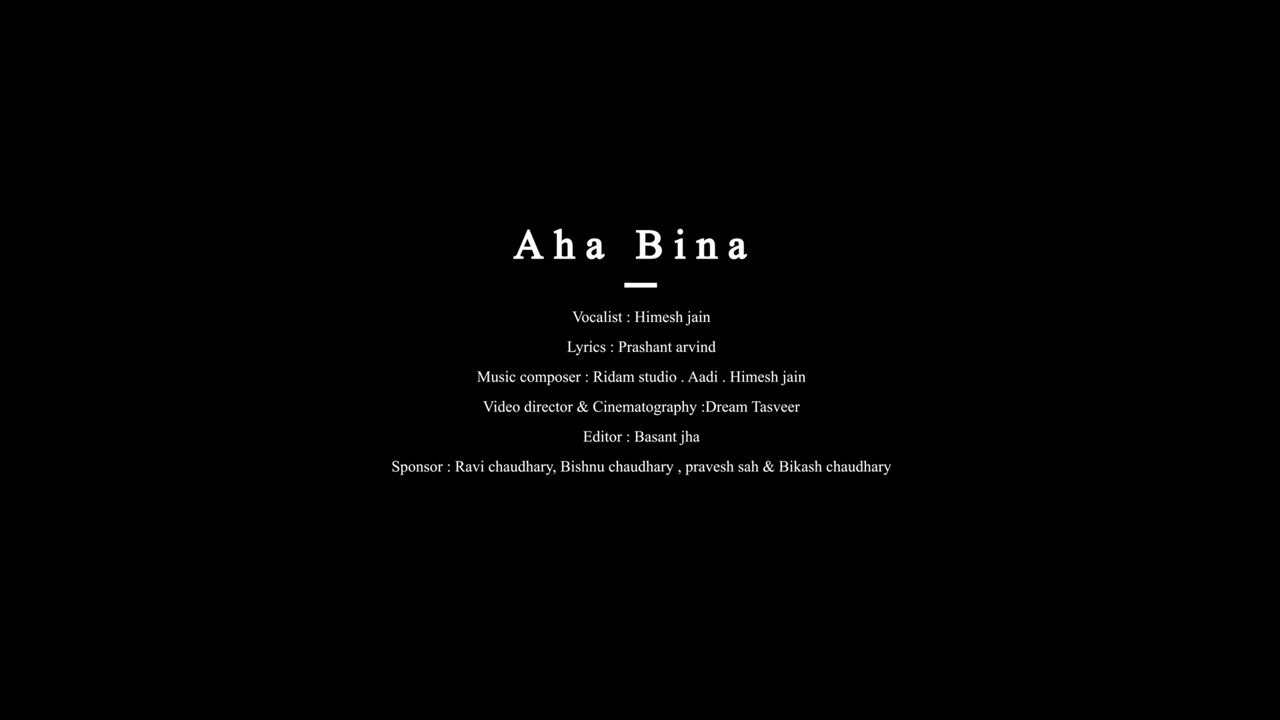 Aha Bina
Vocalist : Himesh jain
Lyrics : Prashant arvind
Music composer : Ridam studio . Aadi . Himesh jain
Video director & Cinematography :Dream Tasveer
Editor : Basant jha
Sponsor : Ravi chaudhary, Bishnu chaudhary , pravesh sah & Bikash chaudhary